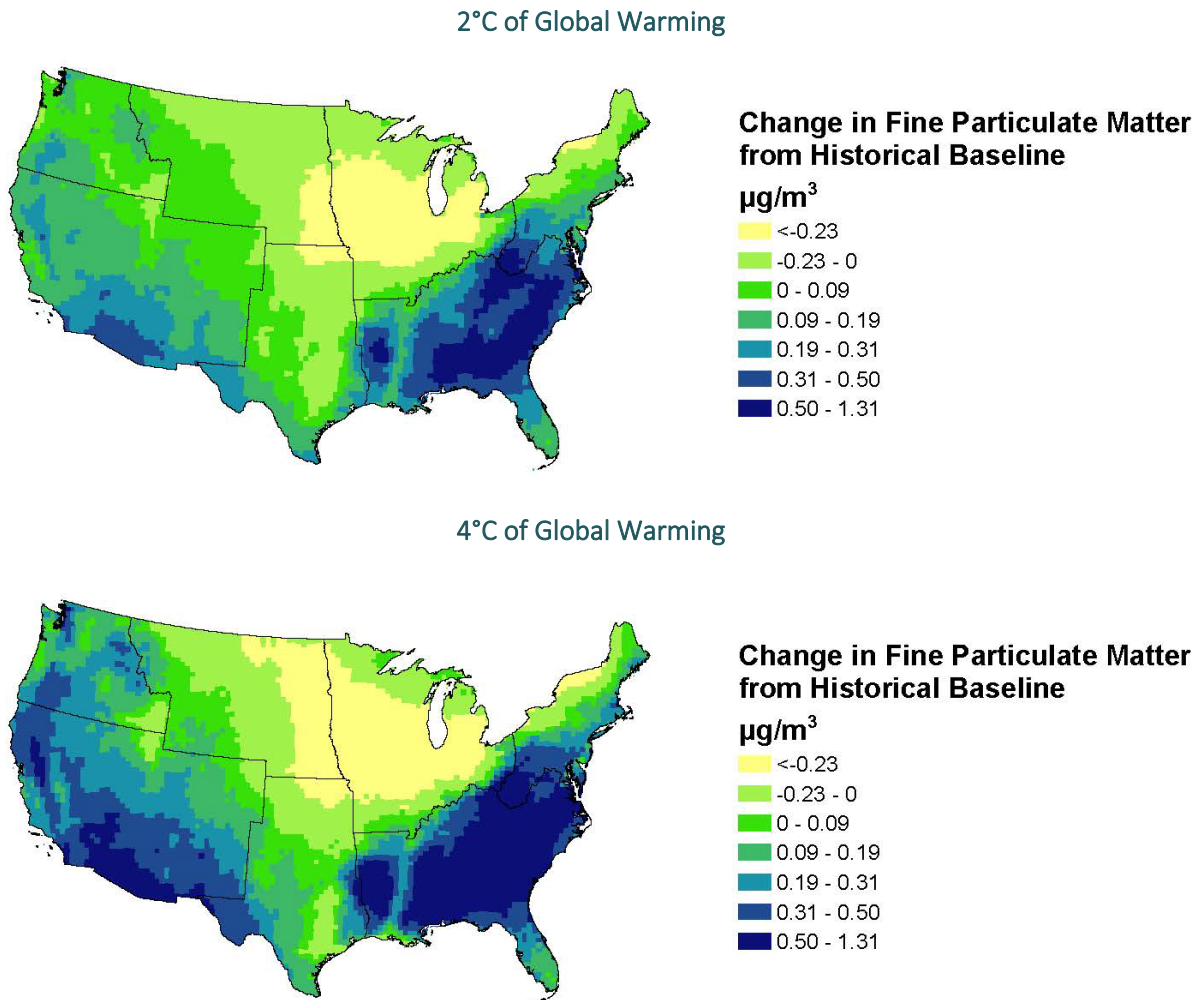 2°C of Global Warming
Change in Fine Particulate Matter
from Historical Baseline
µg/m³
<-0.23
-0.23 - 0
0 - 0.09
0.09 - 0.19
0.19 - 0.31
0.31 - 0.50
0.50 - 1.31
4°C of Global Warming
Change in Fine Particulate Matter
from Historical Baseline
µg/m³
<-0.23
-0.23 - 0
0 - 0.09
0.09 - 0.19
0.19 - 0.31
0.31 - 0.50
0.50 - 1.31